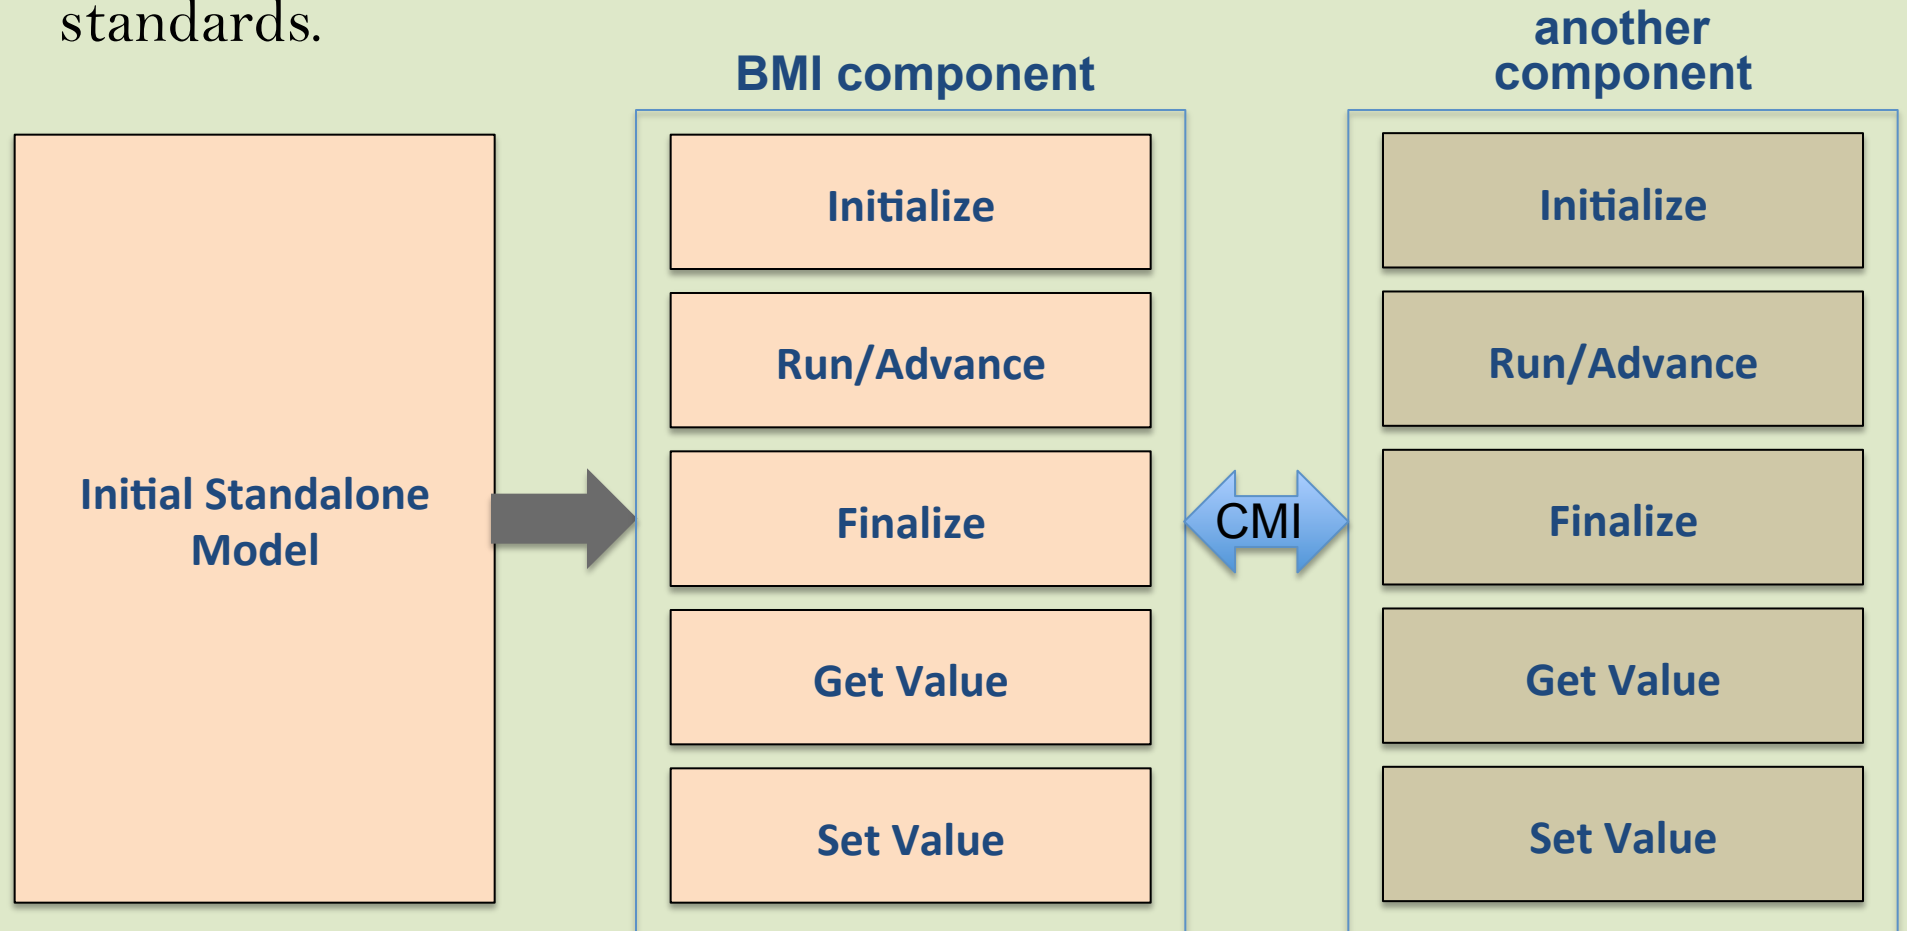 standards.
BMI component
another
component
Initial Standalone
Model
Initialize
Run/Advance
Finalize
Get Value
Set Value
CMI
Initialize
Run/Advance
Finalize
Get Value
Set Value